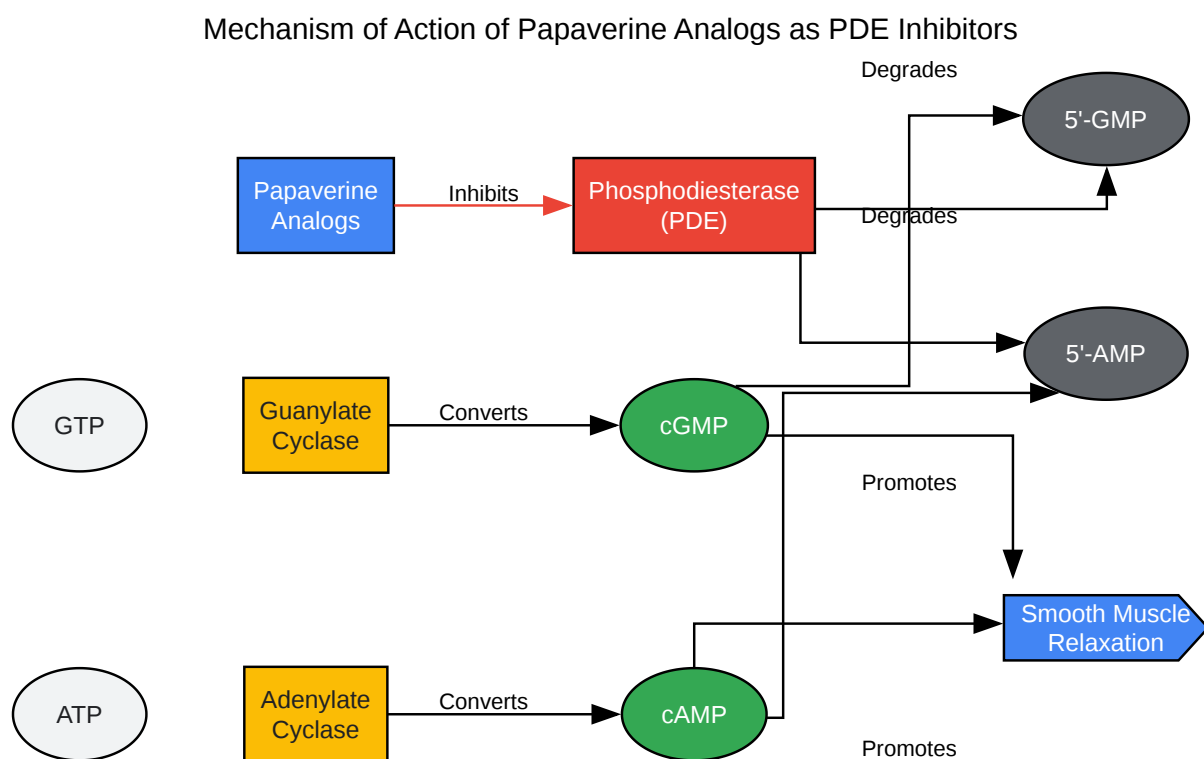 Mechanism of Action of Papaverine Analogs as PDE Inhibitors
Degrades
5'-GMP
Papaverine
Analogs
Inhibits
Phosphodiesterase
(PDE)
Degrades
5'-AMP
GTP
Guanylate
Cyclase
Converts
cGMP
Promotes
Smooth Muscle
Relaxation
ATP
Adenylate
Cyclase
Converts
cAMP
Promotes